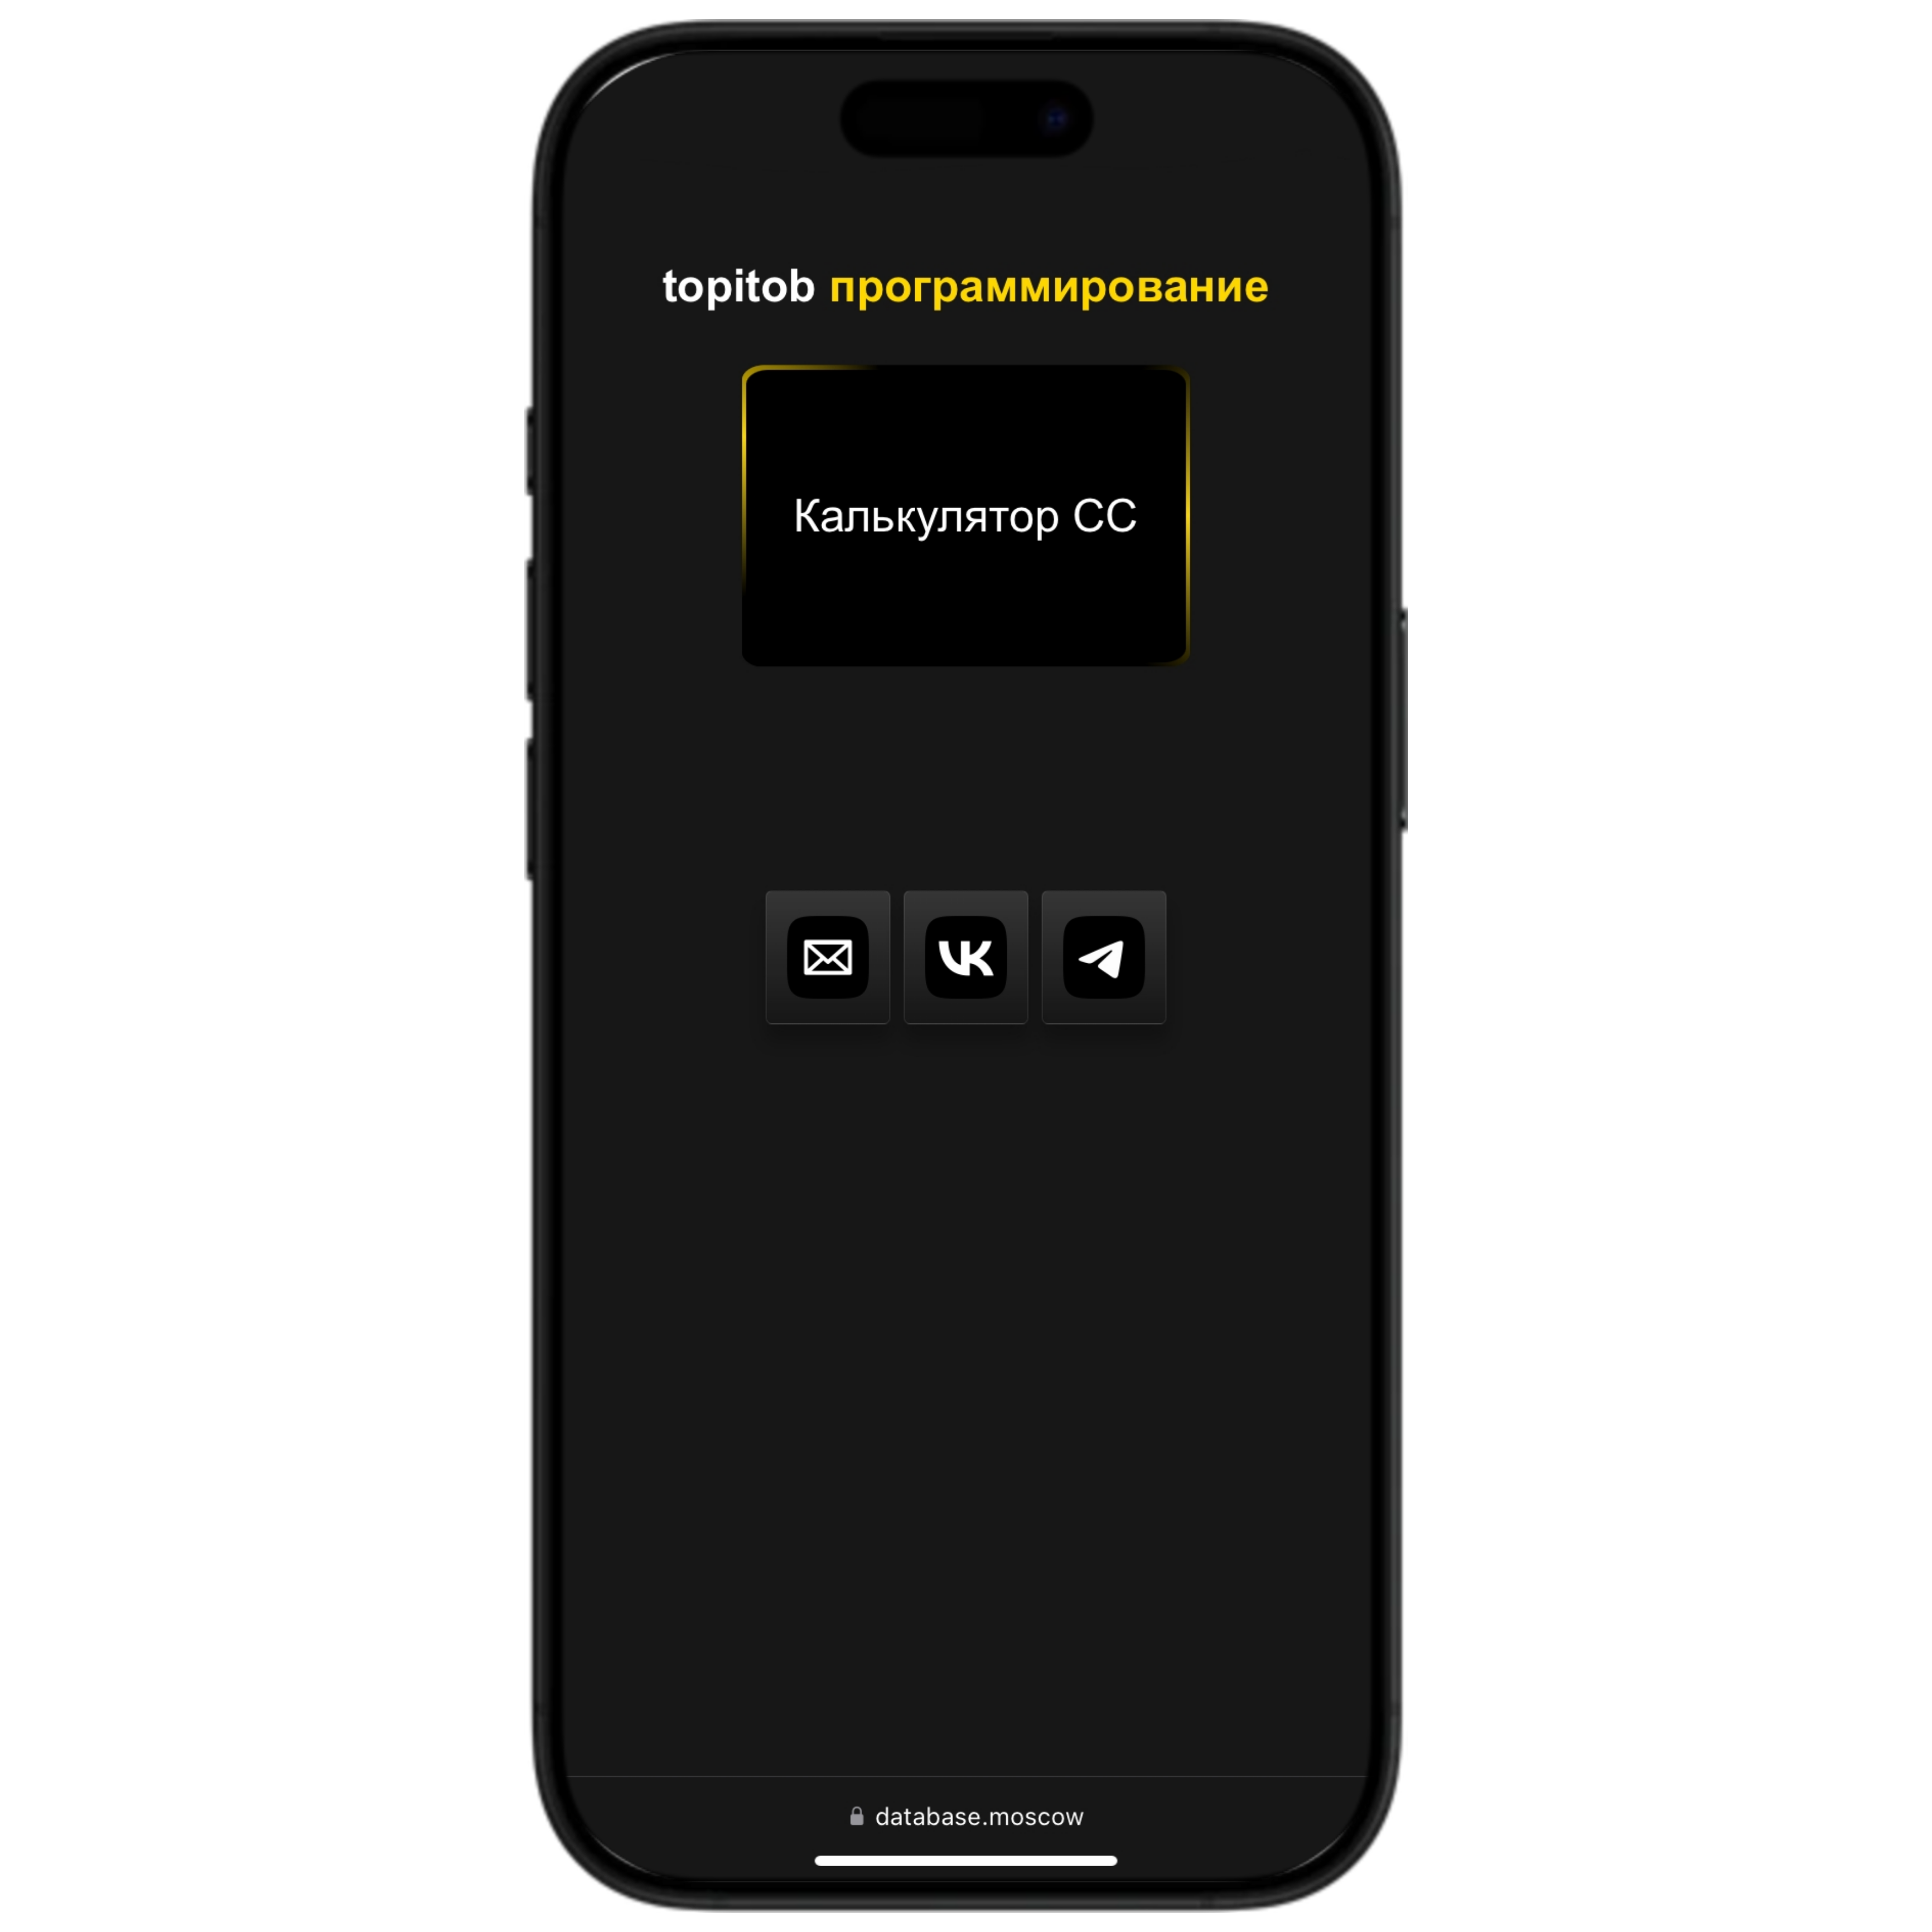 topitob программирование
Калькулятор СС
database.moscow